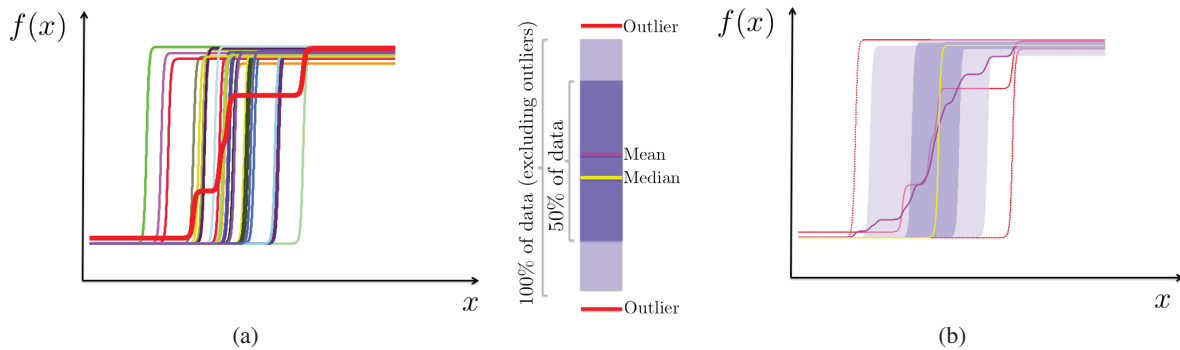 f(x)
x
(a)
Outlier
100% of data (excluding outliers)
50% of data
Mean
Median
Outlier
f(x)
x
(b)